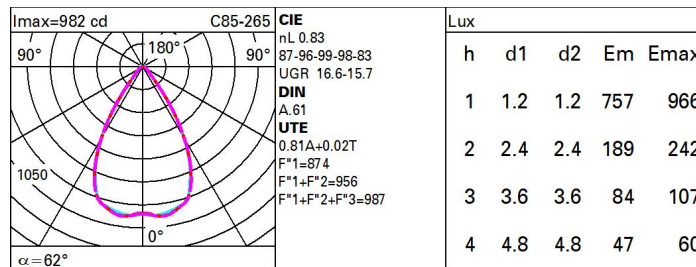 Imax=982 cd C85-265
90° 180° 90°
1050
0°
α=62°
CIE
nL 0.83
87-96-99-98-83
UGR 16.6-15.7
DIN
A.61
UTE
0.81A+0.02T
F"1=874
F"1+F"2=956
F"1+F"2+F"3=987
Lux
h d1 d2 Em Emax
1 1.2 1.2 757 966
2 2.4 2.4 189 242
3 3.6 3.6 84 107
4 4.8 4.8 47 60